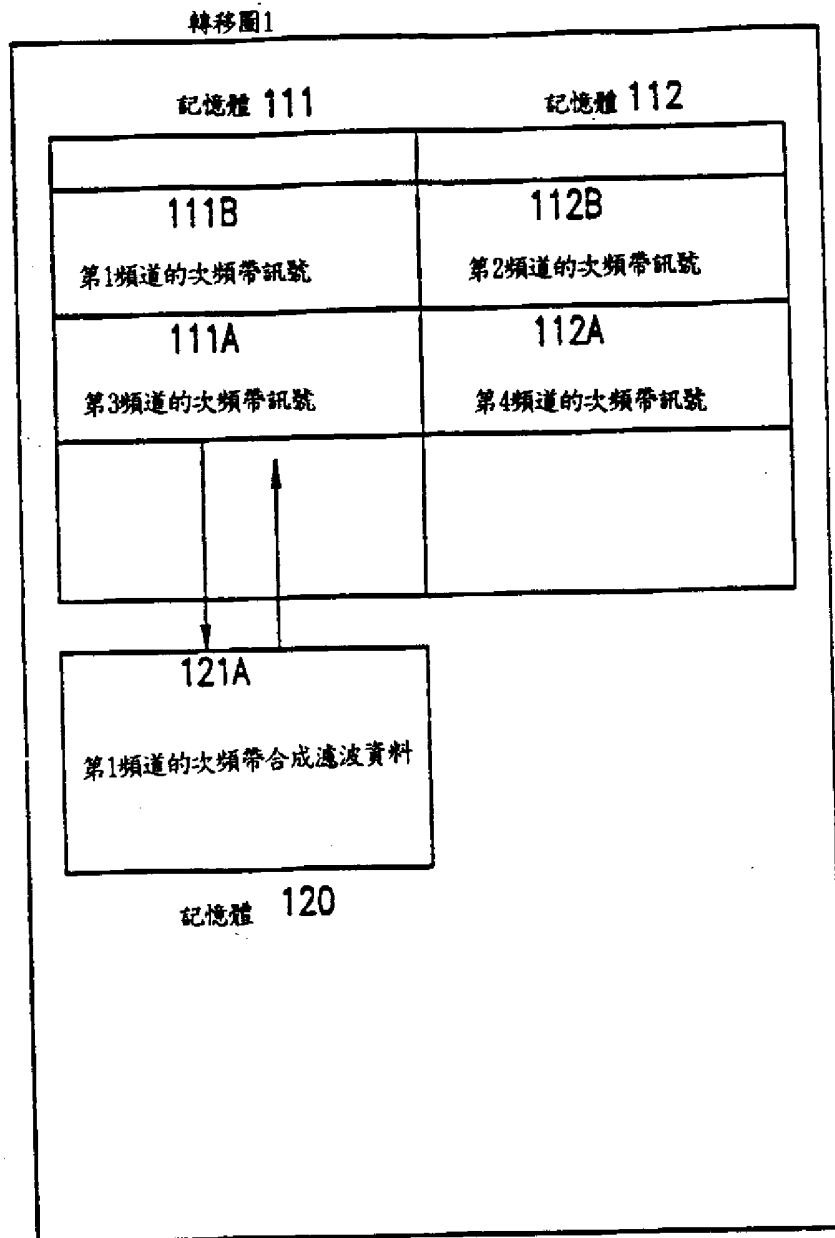 轉移圖1
記憶體 111
記憶體 112
111B
112B
第1頻道的次頻帶訊號
第2頻道的次頻帶訊號
111A
112A
第3頻道的次頻帶訊號
第4頻道的次頻帶訊號
121A
第1頻道的次頻帶合成濾波資料
記憶體 120